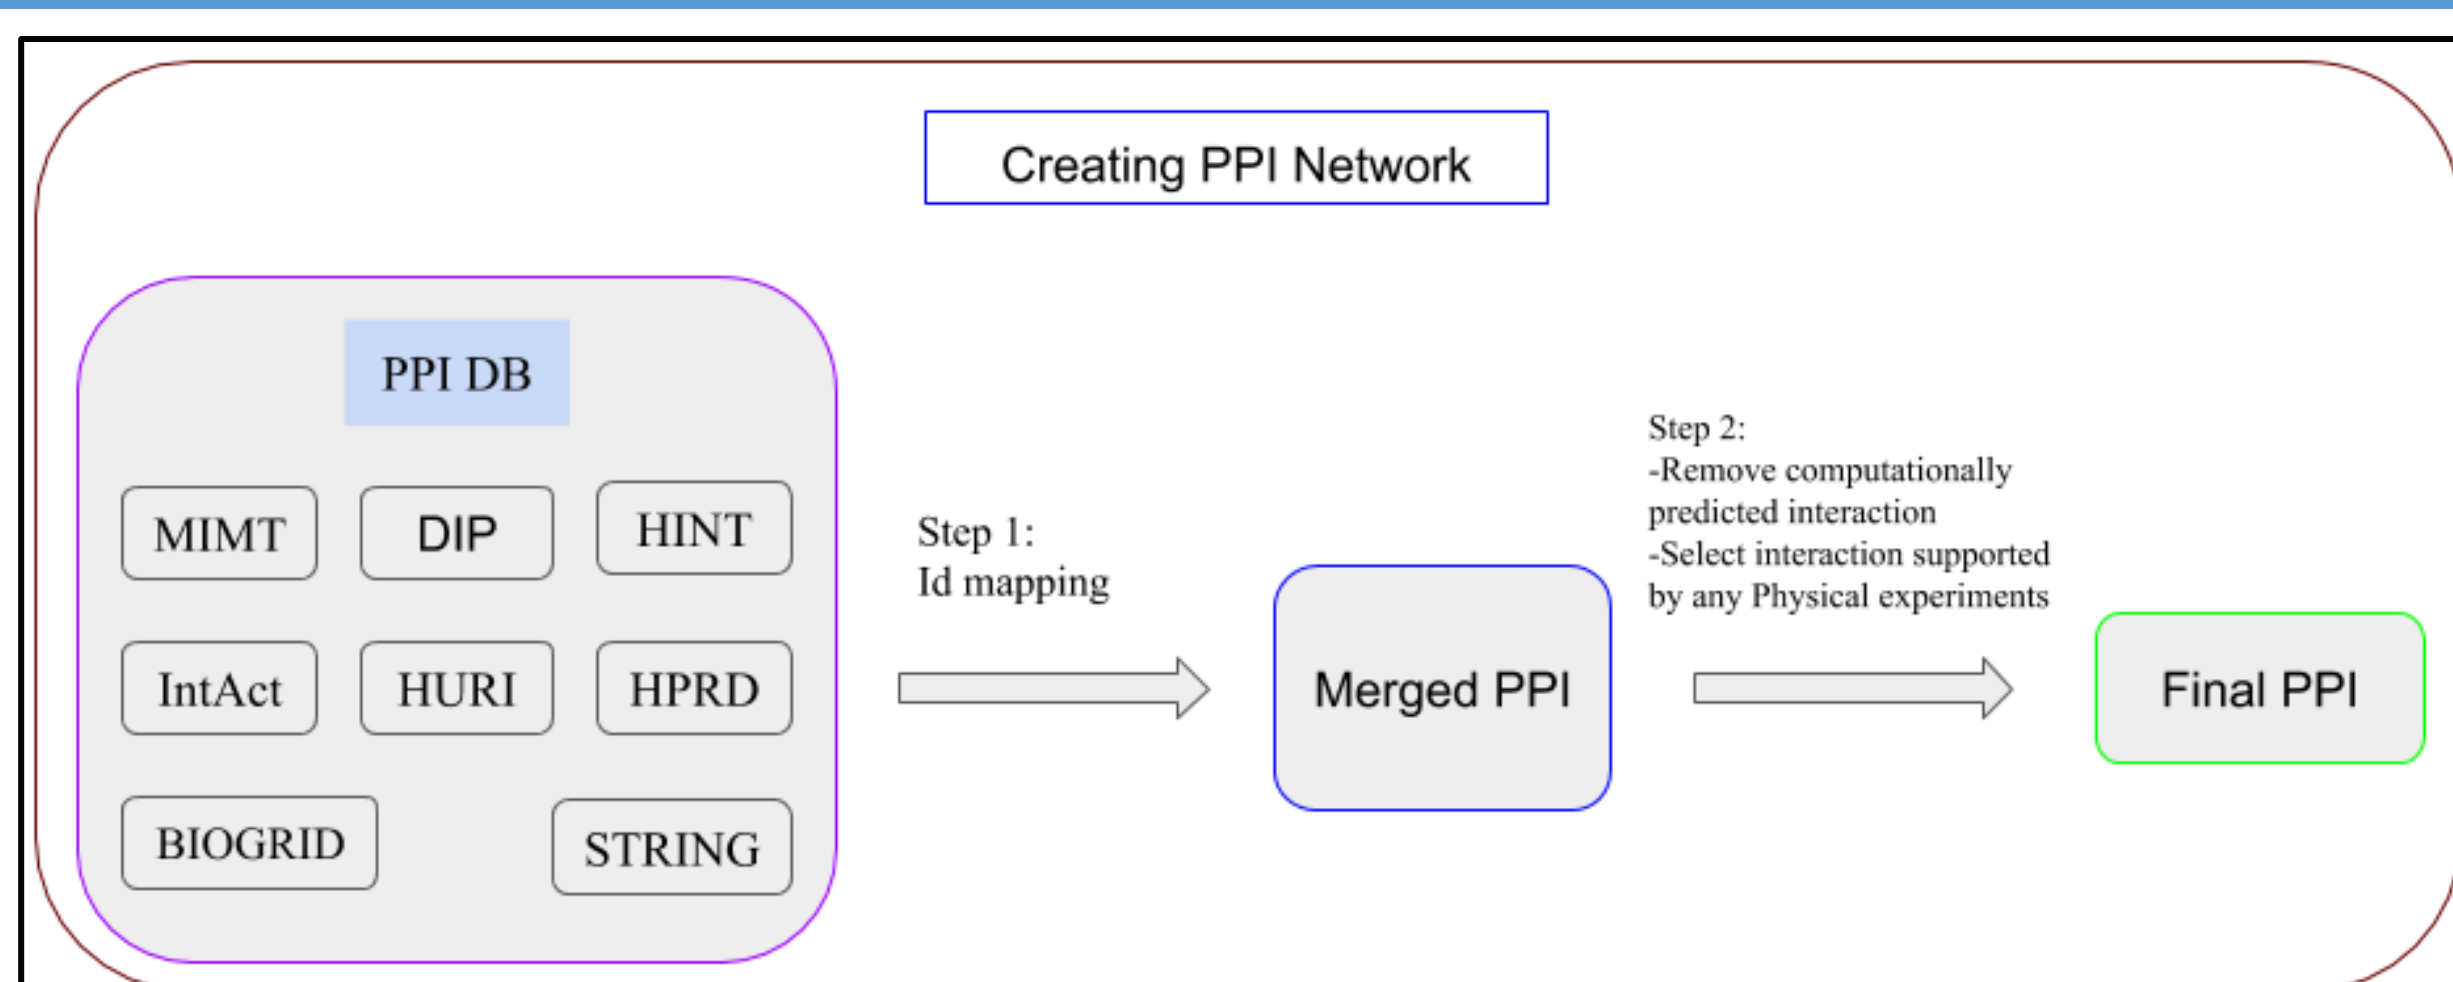 Creating PPI Network
PPI DB
MIMT
DIP
HINT
IntAct
HURI
HPRD
BIOGRID
STRING
Step 1:
Id mapping
Merged PPI
Step 2:
-Remove computationally
predicted interaction
-Select interaction supported
by any Physical experiments
Final PPI